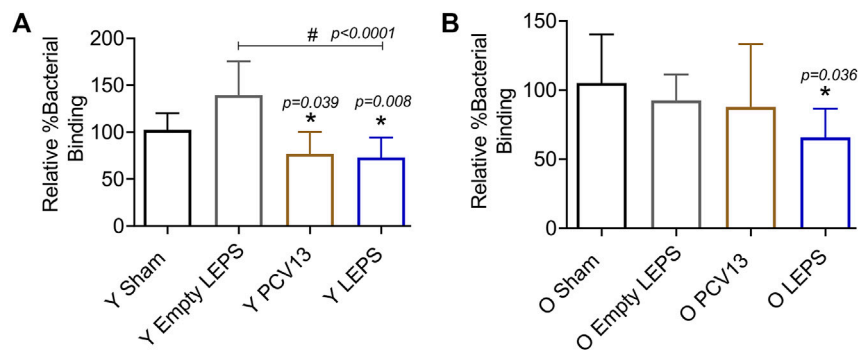 A
Relative %Bacterial
Binding
200
150
100
50
0
# p<0.0001
p=0.039
*
p=0.008
*
Y Sham
Y Empty LEPS
Y PCV13
Y LEPS
B
Relative %Bacterial
Binding
150
100
50
0
p=0.036
*
O Sham
O Empty LEPS
O PCV13
O LEPS